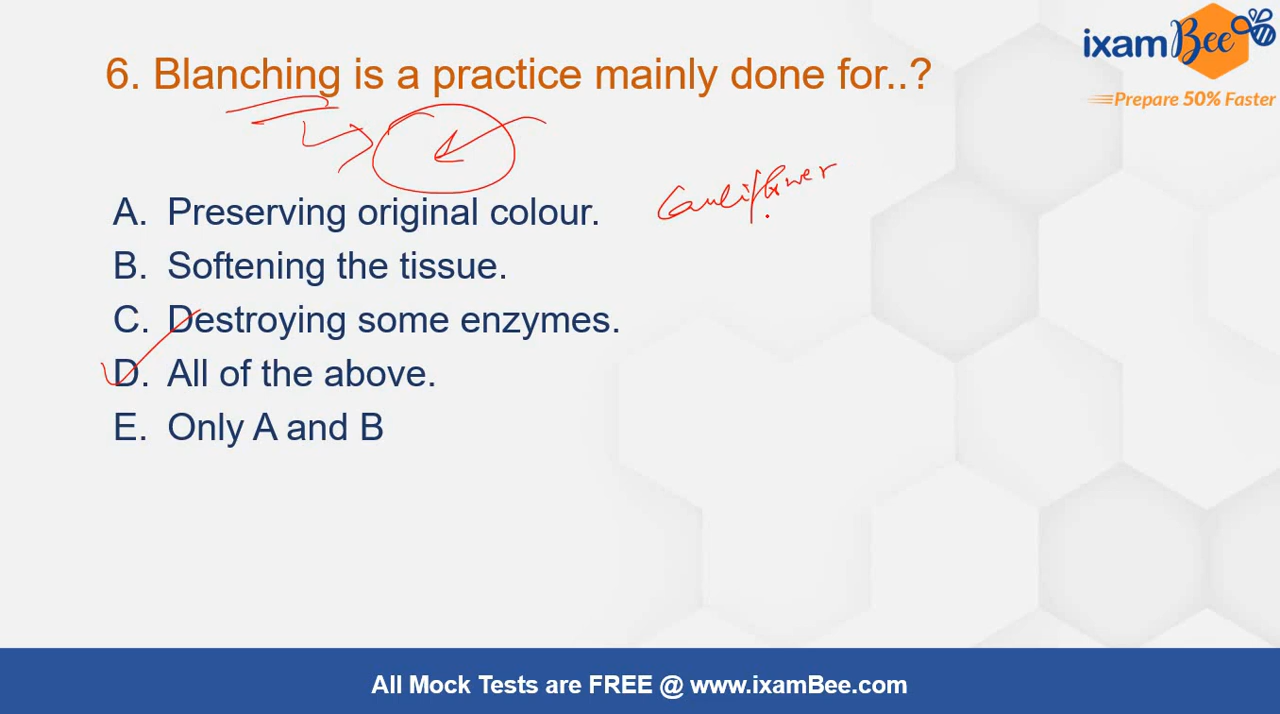 ixamBee
Prepare 50% Faster
6. Blanching is a practice mainly done for..?
Cauliflower
A. Preserving original colour.
B. Softening the tissue.
C. Destroying some enzymes.
D. All of the above.
E. Only A and B
All Mock Tests are FREE @ www.ixamBee.com